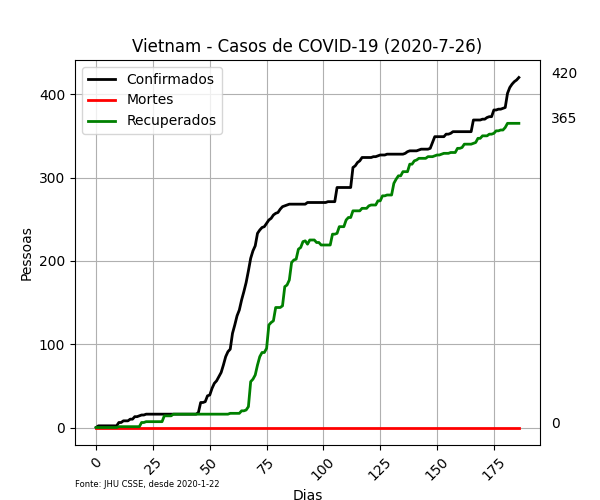 Vietnam - Casos de COVID-19 (2020-7-26)
Confirmados
Mortes
Recuperados
420
365
0
400
300
200
100
0
Pessoas
0 25 50 75 100 125 150 175
Fonte: JHU CSSE, desde 2020-1-22
Dias